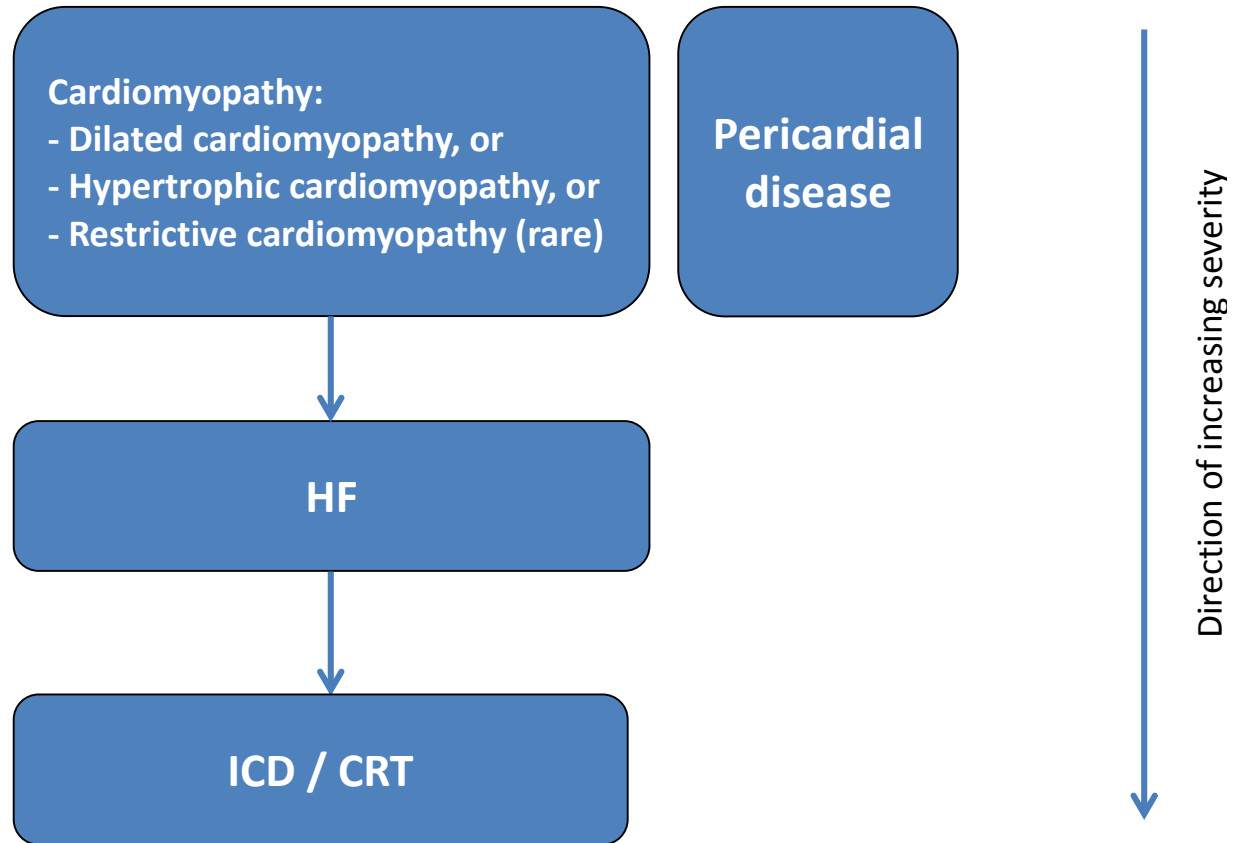 Cardiomyopathy:
- Dilated cardiomyopathy, or
- Hypertrophic cardiomyopathy, or
- Restrictive cardiomyopathy (rare)
Pericardial
disease
HF
ICD / CRT
Direction of increasing severity